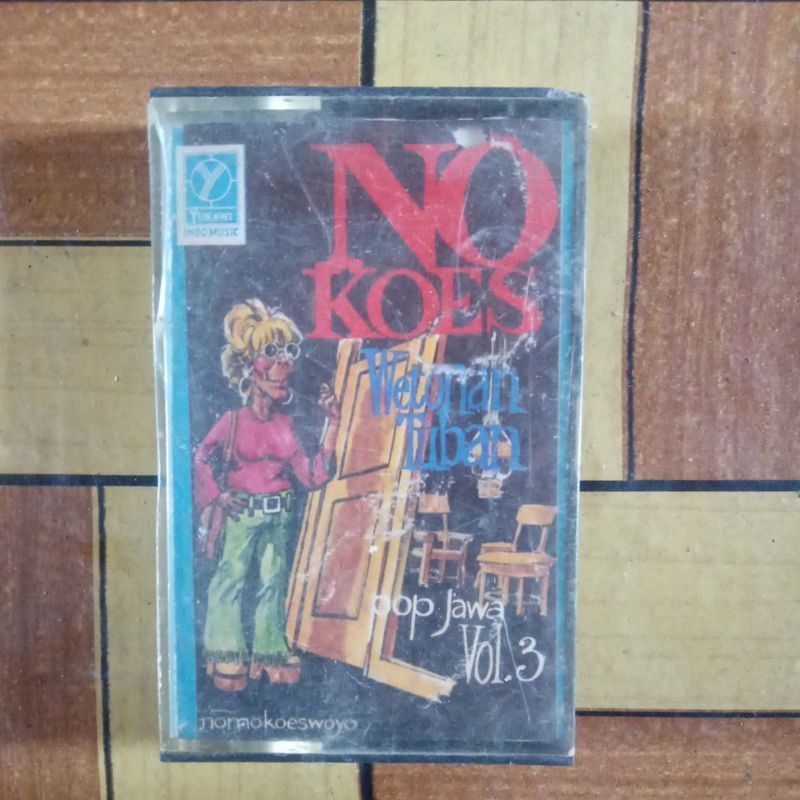 YUKAWI
INDO MUSIC
NO
KOES
Wetonan
Tuban
pop Jawa
Vol. 3
nomokoeswoyo